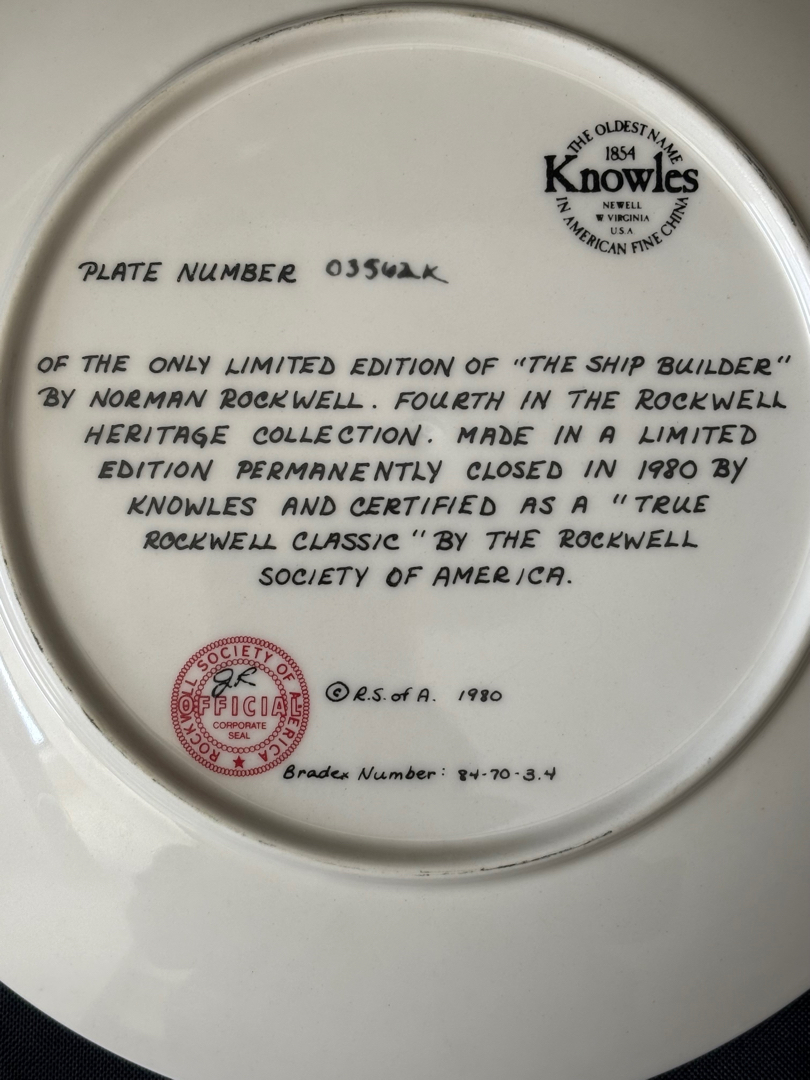 THE OLDEST NAME
1854
Knowles
NEWELL
W VIRGINIA
U.S.A
IN AMERICAN FINE CHINA
PLATE NUMBER 03562K
OF THE ONLY LIMITED EDITION OF "THE SHIP BUILDER"
BY NORMAN ROCKWELL. FOURTH IN THE ROCKWELL
HERITAGE COLLECTION. MADE IN A LIMITED
EDITION PERMANENTLY CLOSED IN 1980 BY
KNOWLES AND CERTIFIED AS A "TRUE
ROCKWELL CLASSIC" BY THE ROCKWELL
SOCIETY OF AMERICA.
ROCKWELL SOCIETY OF AMERICA
JR
OFFICIAL
CORPORATE
SEAL
© R.S. of A. 1980
Bradex Number: 84-70-3.4